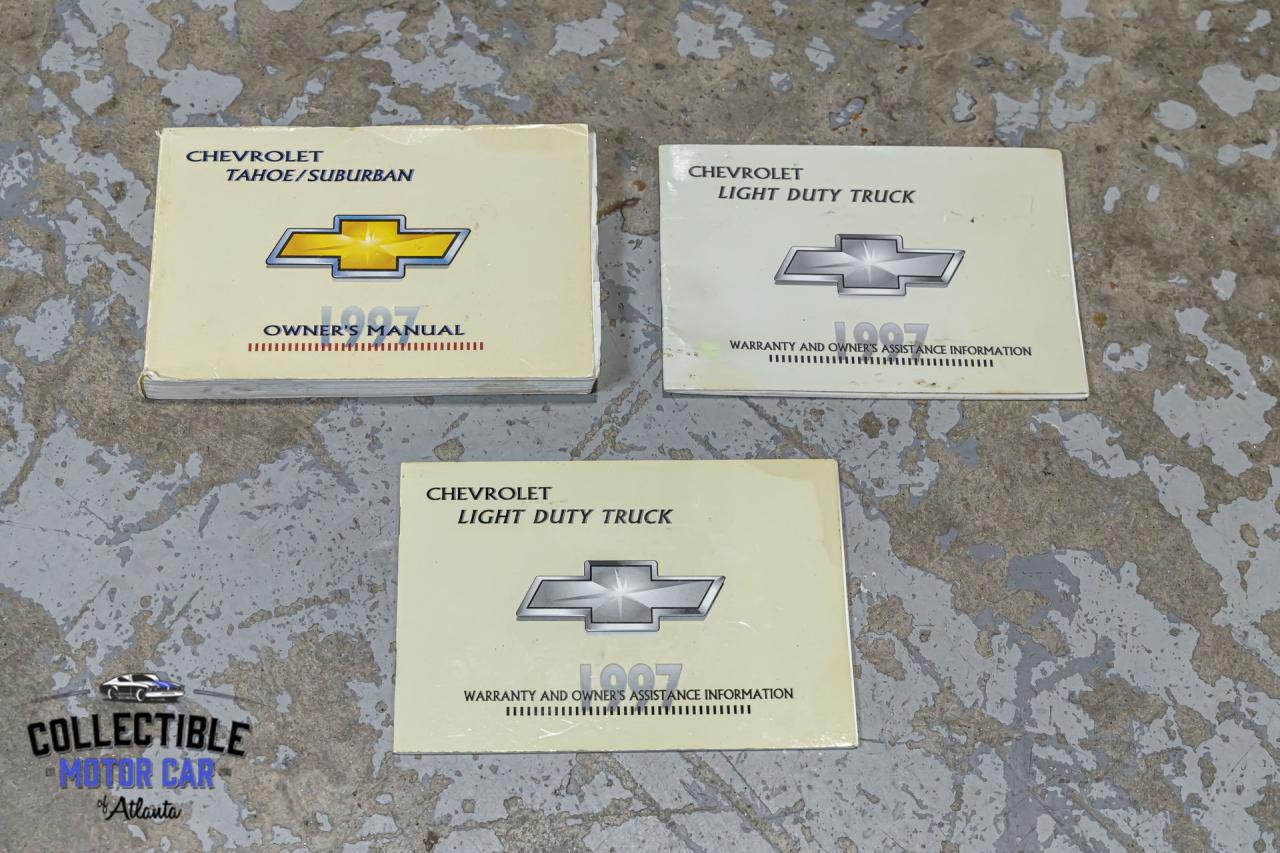 CHEVROLET
TAHOE/SUBURBAN
1997
OWNER'S MANUAL
CHEVROLET
LIGHT DUTY TRUCK
1997
WARRANTY AND OWNER'S ASSISTANCE INFORMATION
CHEVROLET
LIGHT DUTY TRUCK
1997
WARRANTY AND OWNER'S ASSISTANCE INFORMATION
COLLECTIBLE
MOTOR CAR
of Atlanta